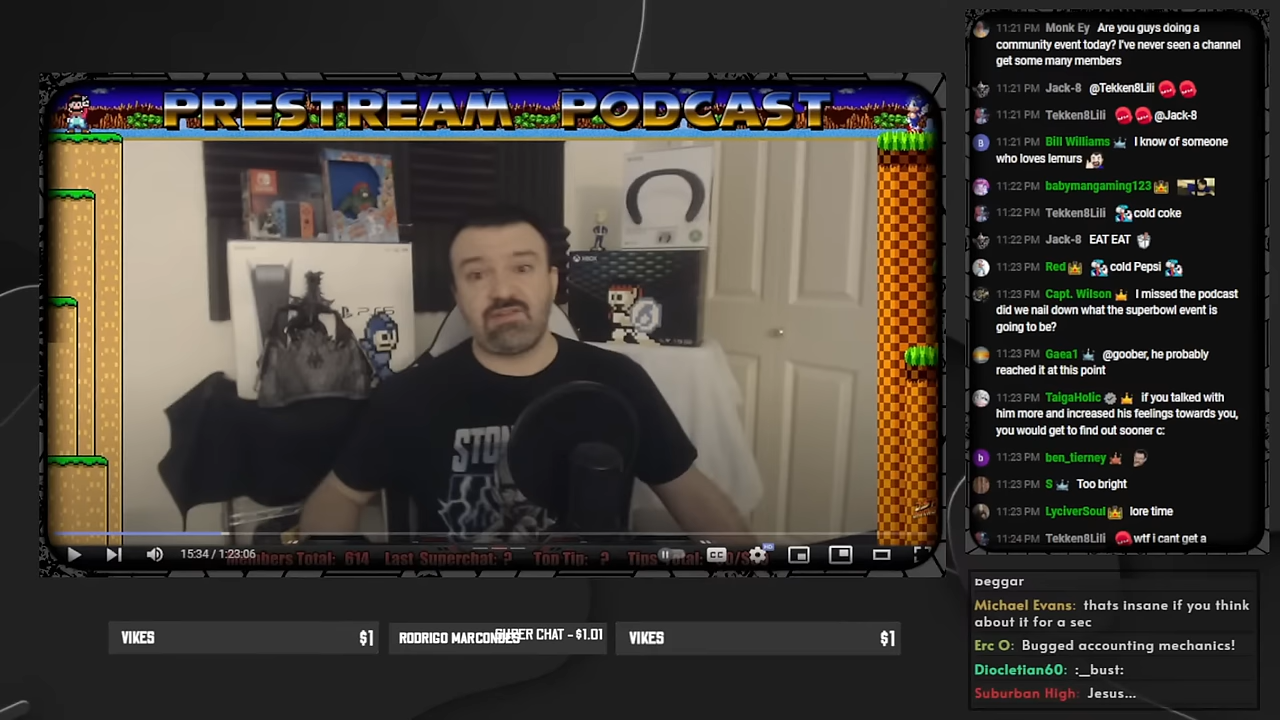 PRESTREAM PODCAST
XBOX
PS5
STON
15:34 / 1:23:06
Members Total: 614 Last Superchat: ? Top Tip: ? Tips
CC
HD
VIKES $1
RODRIGO MARCONDES SUPER CHAT - $1.01
VIKES $1
11:21 PM Monk Ey Are you guys doing a
community event today? I've never seen a channel
get some many members
11:21 PM Jack-8 @Tekken8Lili
11:21 PM Tekken8Lili @Jack-8
11:21 PM Bill Williams I know of someone
who loves lemurs
11:22 PM babymangaming123
11:22 PM Tekken8Lili cold coke
11:22 PM Jack-8 EAT EAT
11:23 PM Red cold Pepsi
11:23 PM Capt. Wilson I missed the podcast
did we nail down what the superbowl event is
going to be?
11:23 PM Gaea1 @goober, he probably
reached it at this point
11:23 PM TaigaHolic if you talked with
him more and increased his feelings towards you,
you would get to find out sooner c:
11:23 PM ben_tierney
11:23 PM S Too bright
11:23 PM LyciverSoul lore time
11:24 PM Tekken8Lili wtf i cant get a
beggar
Michael Evans: thats insane if you think
about it for a sec
Erc O: Bugged accounting mechanics!
Diocletian60: :__bust:
Suburban High: Jesus...